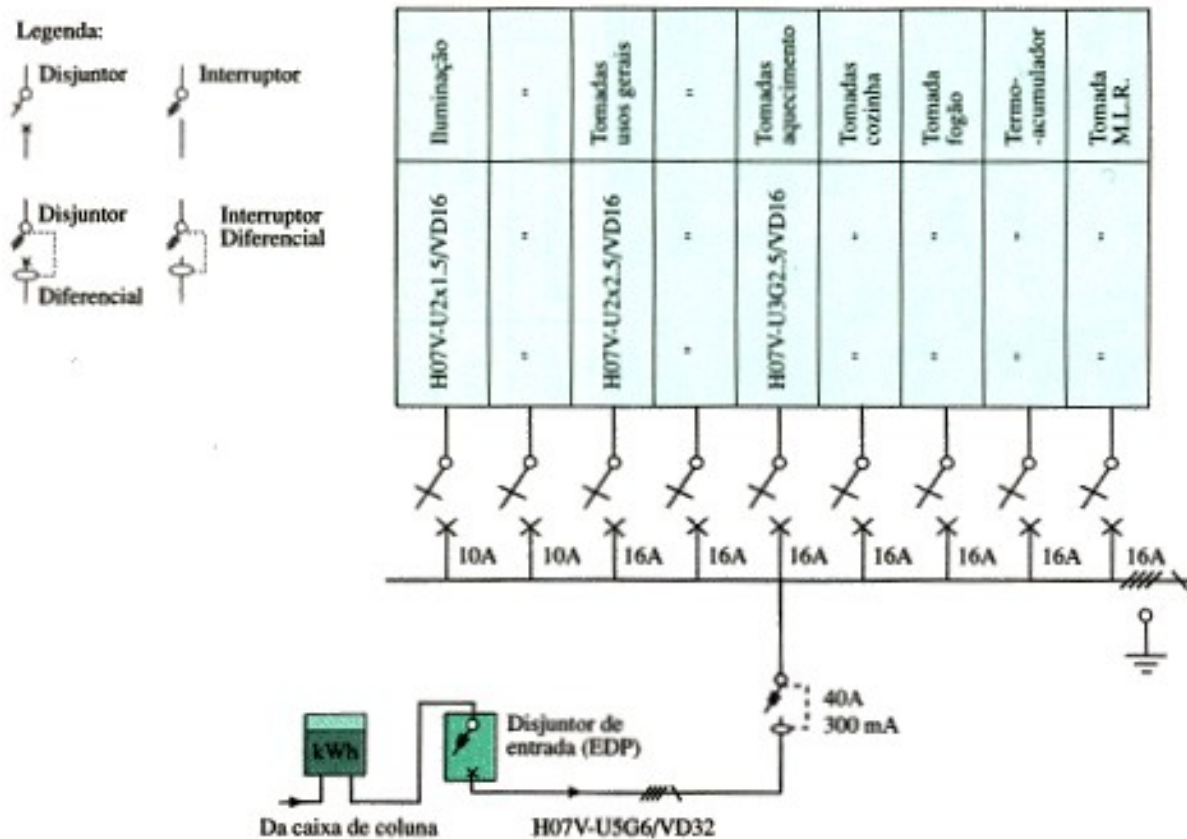 Legenda:
Disjuntor
Interruptor
Disjuntor
Diferencial
Interruptor
Diferencial
Illuminação
"
Tomadas
usos gerais
"
Tomadas
aquecimento
Tomadas
cozinha
Tomada
fogão
Termo-
-acumulador
Tomada
M.L.R.
H07V-U2x1.5/VD16
" "
H07V-U2x2.5/VD16
" "
H07V-U3G2.5/VD16
" "
" "
" "
" "
10A
10A
16A
16A
16A
16A
16A
16A
16A
40A
300 mA
kWh
Disjuntor de
entrada (EDP)
Da caixa de coluna
H07V-U5G6/VD32